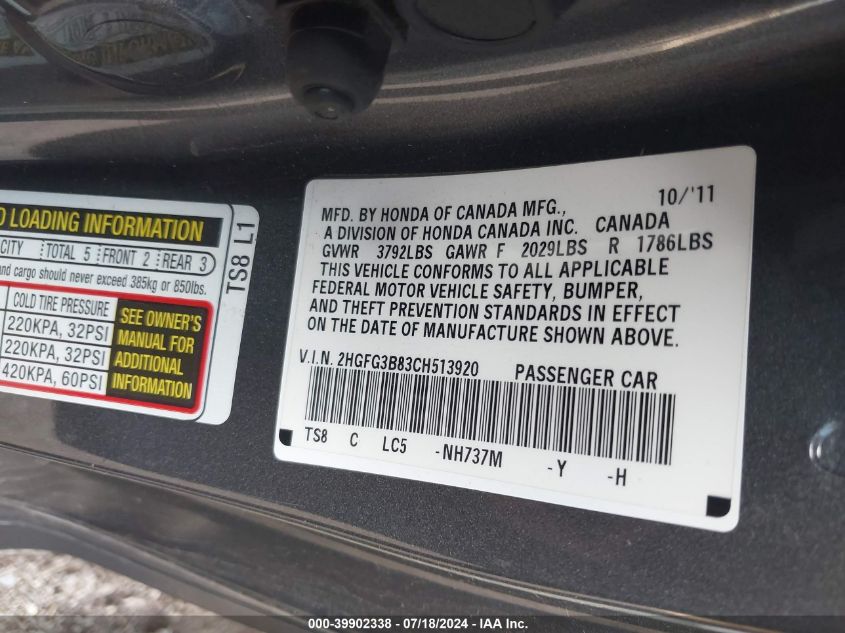 O LOADING INFORMATION
CITY TOTAL 5 FRONT 2 REAR 3
and cargo should never exceed 385kg or 850lbs.
COLD TIRE PRESSURE
220KPA, 32PSI
220KPA, 32PSI
420KPA, 60PSI
SEE OWNER'S
MANUAL FOR
ADDITIONAL
INFORMATION
TS8 L1
10/'11
MFD. BY HONDA OF CANADA MFG.,
A DIVISION OF HONDA CANADA INC. CANADA
GVWR 3792LBS GAWR F 2029LBS R 1786LBS
THIS VEHICLE CONFORMS TO ALL APPLICABLE
FEDERAL MOTOR VEHICLE SAFETY, BUMPER,
AND THEFT PREVENTION STANDARDS IN EFFECT
ON THE DATE OF MANUFACTURE SHOWN ABOVE.
V.I.N. 2HGFG3B83CH513920 PASSENGER CAR
TS8 C LC5 -NH737M -Y -H
000-39902338 - 07/18/2024 - IAA Inc.